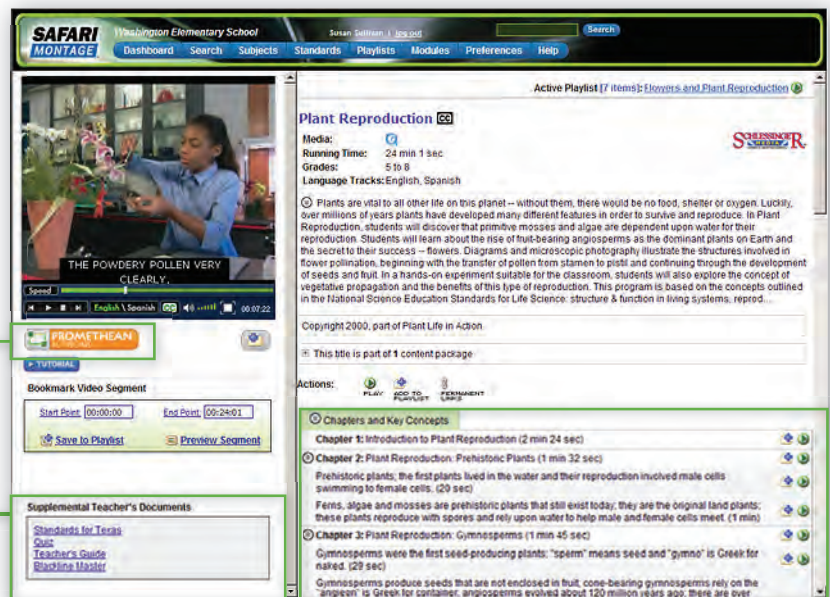 SAFARI
MONTAGE
Washington Elementary School
Susan Sullivan | log out
Search
Dashboard Search Subjects Standards Playlists Modules Preferences Help
Active Playlist [7 items]: Flowers and Plant Reproduction
Plant Reproduction CC
Media:
SCHLESSINGER
MEDIA
Running Time: 24 min 1 sec
Grades: 5 to 8
Language Tracks: English, Spanish
Plants are vital to all other life on this planet -- without them, there would be no food, shelter or oxygen. Luckily,
over millions of years plants have developed many different features in order to survive and reproduce. In Plant
Reproduction, students will discover that primitive mosses and algae are dependent upon water for their
reproduction. Students will learn about the rise of fruit-bearing angiosperms as the dominant plants on Earth and
the secret to their success -- flowers. Diagrams and microscopic photography illustrate the structures involved in
flower pollination, beginning with the transfer of pollen from stamen to pistil and continuing through the development
of seeds and fruit. In a hands-on experiment suitable for the classroom, students will also explore the concept of
vegetative propagation and the benefits of this type of reproduction. This program is based on the concepts outlined
in the National Science Education Standards for Life Science: structure & function in living systems, reprod...
Copyright 2000, part of Plant Life in Action
This title is part of 1 content package
Actions:
PLAY ADD TO PLAYLIST PERMANENT LINKS
THE POWDERY POLLEN VERY
CLEARLY,
Speed
English \ Spanish CC 00:07:22
PROMETHEAN
TUTORIAL
Bookmark Video Segment
Start Point: 00:00:00 End Point: 00:24:01
Save to Playlist Preview Segment
Supplemental Teacher's Documents
Standards for Texas
Quiz
Teacher's Guide
Blackline Master
Chapters and Key Concepts
Chapter 1: Introduction to Plant Reproduction (2 min 24 sec)
Chapter 2: Plant Reproduction: Prehistoric Plants (1 min 32 sec)
Prehistoric plants, the first plants lived in the water and their reproduction involved male cells
swimming to female cells. (29 sec)
Ferns, algae and mosses are prehistoric plants that still exist today; they are the original land plants;
these plants reproduce with spores and rely upon water to help male and female cells meet. (1 min)
Chapter 3: Plant Reproduction: Gymnosperms (1 min 45 sec)
Gymnosperms were the first seed-producing plants; "sperm" means seed and "gymno" is Greek for
naked. (29 sec)
Gymnosperms produce seeds that are not enclosed in fruit, cone-bearing gymnosperms rely on the
"angieon" is Greek for container; angiosperms evolved about 120 million years ago; there are over